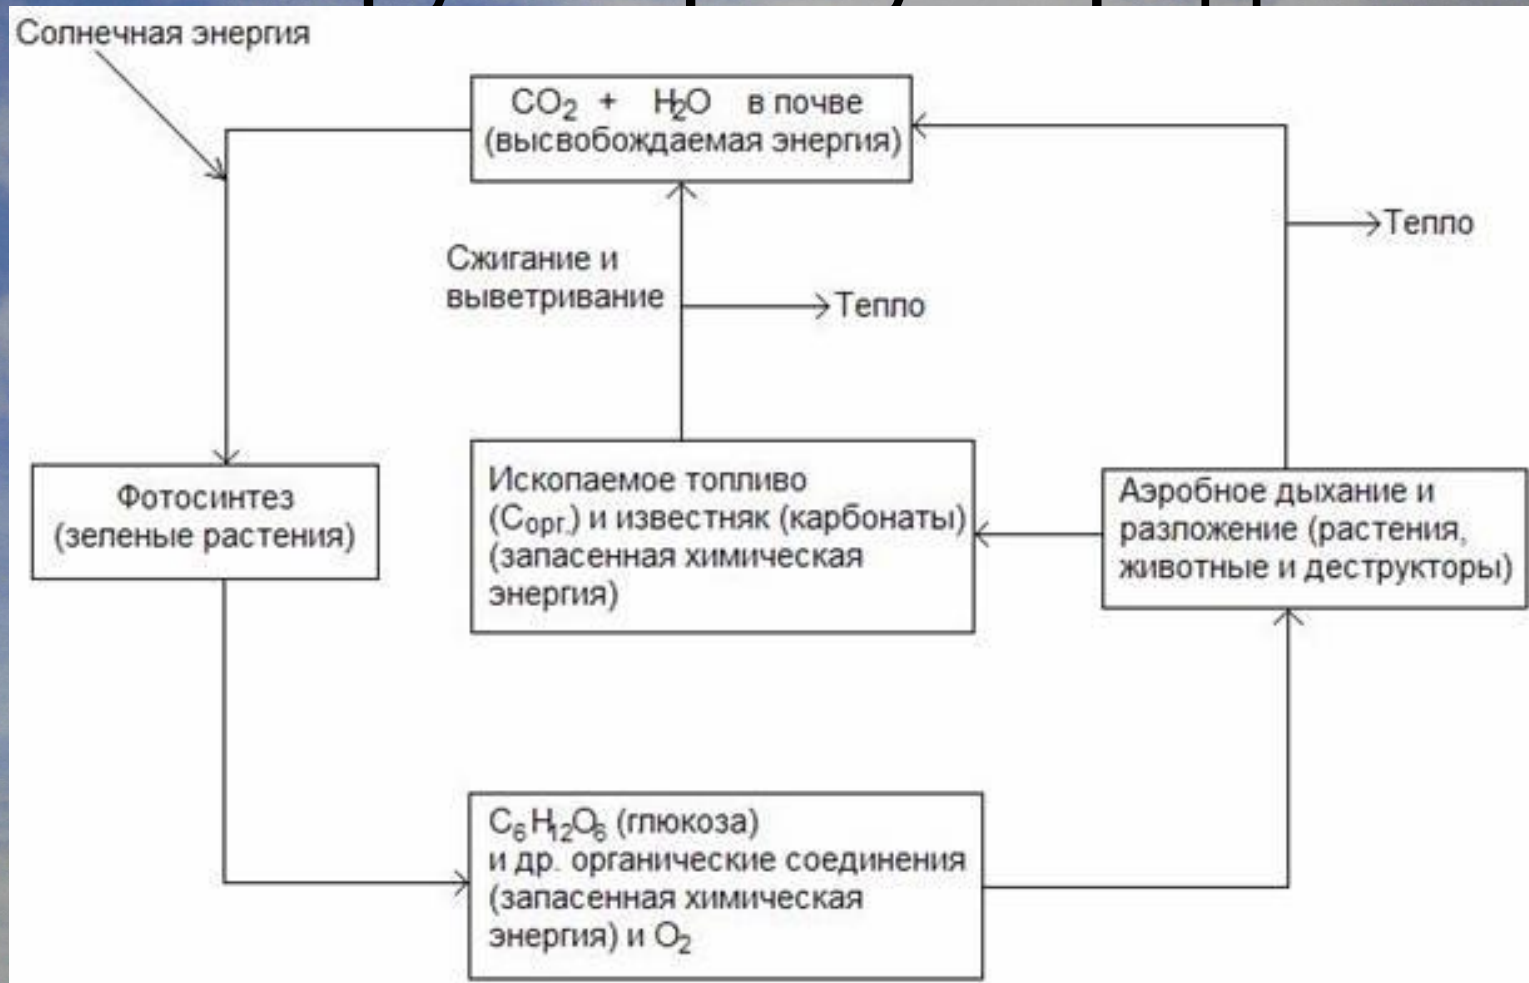 Солнечная энергия
CO₂ + H₂O в почве
(высвобождаемая энергия)
Тепло
Сжигание и
выветривание
Тепло
Фотосинтез
(зеленые растения)
Ископаемое топливо
(Сорг.) и известняк (карбонаты)
(запасенная химическая
энергия)
Аэробное дыхание и
разложение (растения,
животные и деструкторы)
C₆H₁₂O₆ (глюкоза)
и др. органические соединения
(запасенная химическая
энергия) и O₂